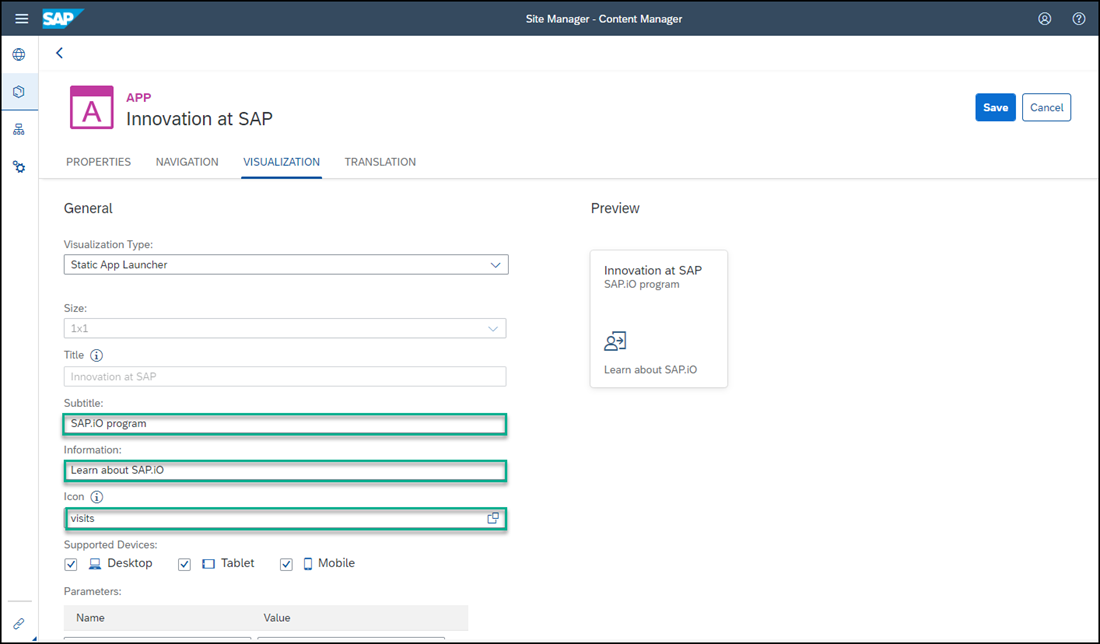 SAP
Site Manager - Content Manager
A
APP
Innovation at SAP
Save
Cancel
PROPERTIES
NAVIGATION
VISUALIZATION
TRANSLATION
General
Preview
Visualization Type:
Static App Launcher
Size:
1x1
Title
Innovation at SAP
Subtitle:
SAP.iO program
Information:
Learn about SAP.iO
Icon
visits
Supported Devices:
Desktop
Tablet
Mobile
Parameters:
Name
Value
Innovation at SAP
SAP.iO program
Learn about SAP.iO